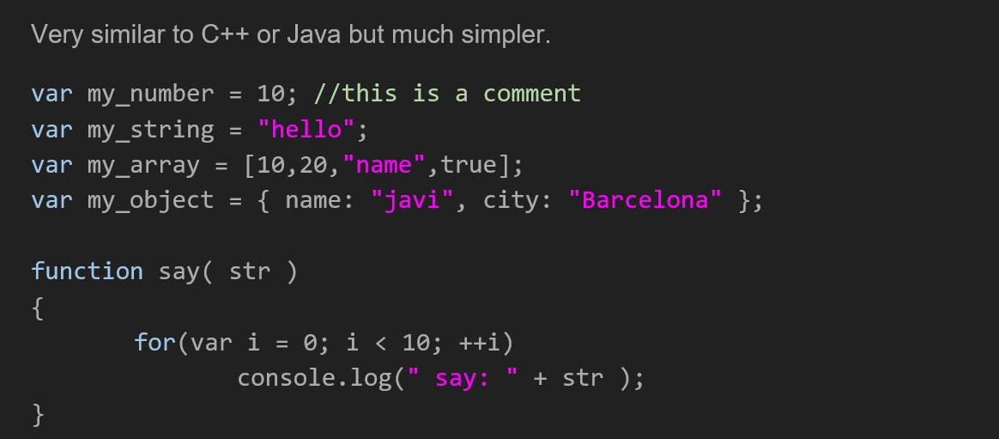 Very similar to C++ or Java but much simpler.
var my_number = 10; //this is a comment
var my_string = "hello";
var my_array = [10,20,"name",true];
var my_object = { name: "javi", city: "Barcelona" };
function say( str )
{
for(var i = 0; i < 10; ++i)
console.log(" say: " + str );
}